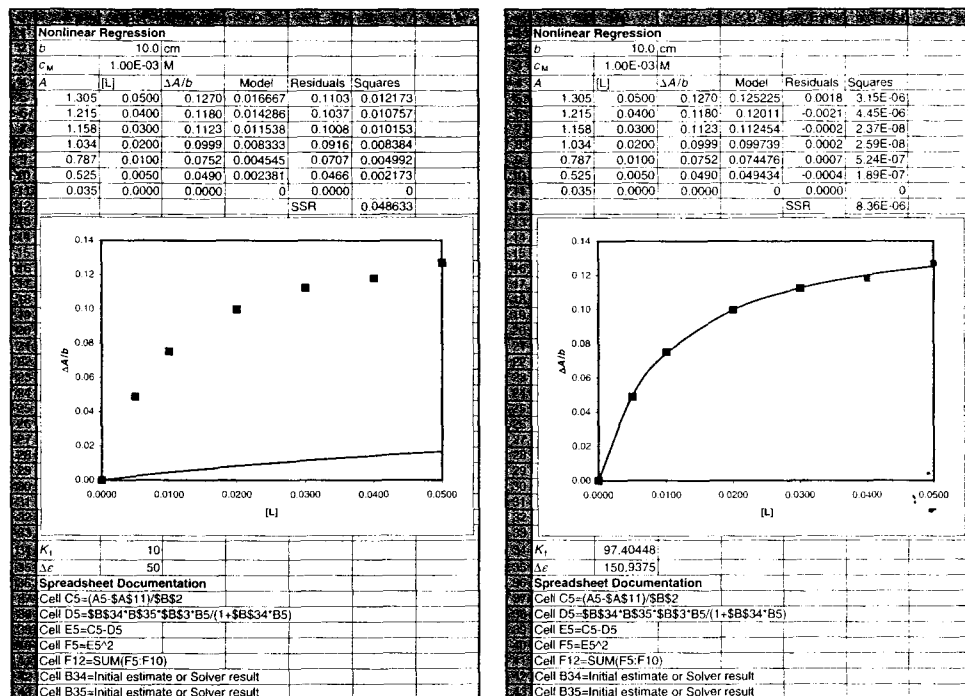 Nonlinear Regression
b 10.0 cm
cM 1.00E-03 M
A [L] ΔA/b Model Residuals Squares
1.305 0.0500 0.1270 0.016667 0.1103 0.012173
1.215 0.0400 0.1180 0.014286 0.1037 0.010757
1.158 0.0300 0.1123 0.011538 0.1008 0.010153
1.034 0.0200 0.0999 0.008333 0.0916 0.008384
0.787 0.0100 0.0752 0.004545 0.0707 0.004992
0.525 0.0050 0.0490 0.002381 0.0466 0.002173
0.035 0.0000 0.0000 0 0.0000 0
SSR 0.048633
0.14
0.12
0.10
0.08
0.06
0.04
0.02
0.00
ΔA/b
0.0000 0.0100 0.0200 0.0300 0.0400 0.0500
[L]
Kf 10
Δε 50
Spreadsheet Documentation
Cell C5=(A5-$A$11)/$B$2
Cell D5=$B$34*B$35*$B$3*B5/(1+$B$34*B5)
Cell E5=C5-D5
Cell F5=E5^2
Cell F12=SUM(F5:F10)
Cell B34=Initial estimate or Solver result
Cell B35=Initial estimate or Solver result
Nonlinear Regression
b 10.0 cm
cM 1.00E-03 M
A [L] ΔA/b Model Residuals Squares
1.305 0.0500 0.1270 0.125225 0.0018 3.15E-06
1.215 0.0400 0.1180 0.12011 -0.0021 4.45E-06
1.158 0.0300 0.1123 0.112454 -0.0002 2.37E-08
1.034 0.0200 0.0999 0.099739 0.0002 2.59E-08
0.787 0.0100 0.0752 0.074476 0.0007 5.24E-07
0.525 0.0050 0.0490 0.049434 -0.0004 1.89E-07
0.035 0.0000 0.0000 0 0.0000 0
SSR 8.36E-06
0.14
0.12
0.10
0.08
0.06
0.04
0.02
0.00
ΔA/b
0.0000 0.0100 0.0200 0.0300 0.0400 0.0500
[L]
Kf 97.40448
Δε 150.9375
Spreadsheet Documentation
Cell C5=(A5-$A$11)/$B$2
Cell D5=$B$34*B$35*$B$3*B5/(1+$B$34*B5)
Cell E5=C5-D5
Cell F5=E5^2
Cell F12=SUM(F5:F10)
Cell B34=Initial estimate or Solver result
Cell B35=Initial estimate or Solver result